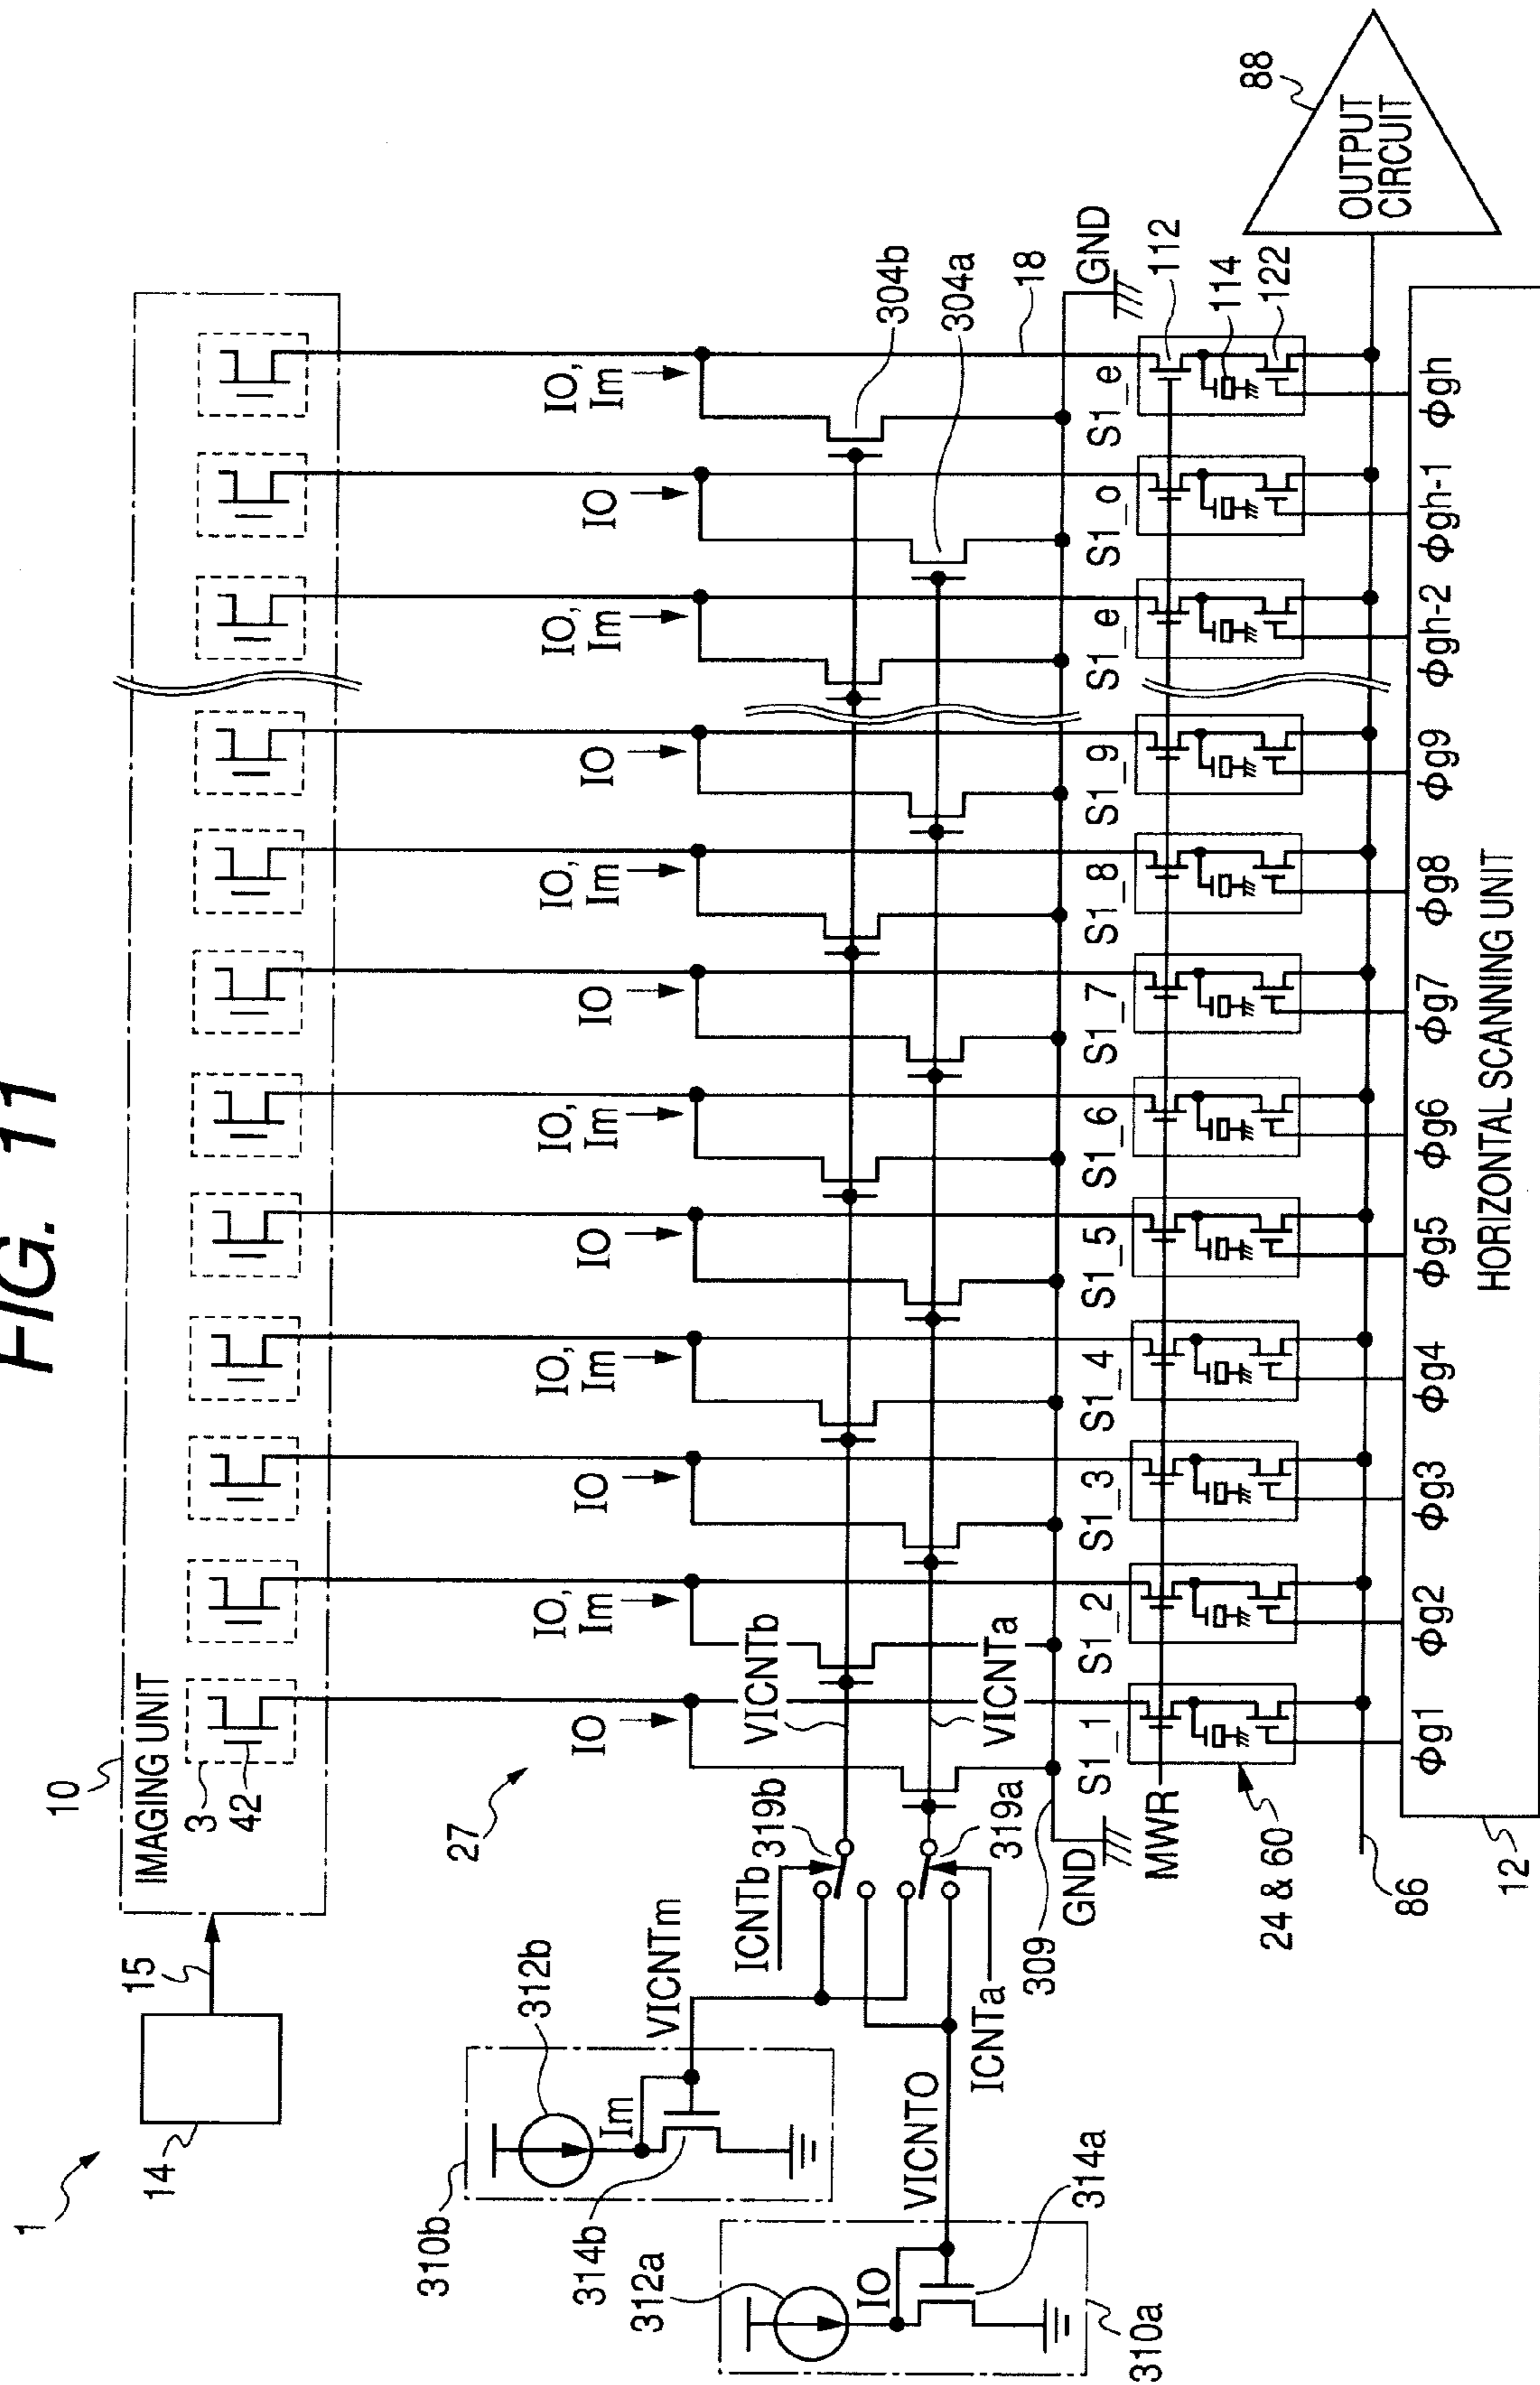 FIG. 11
1
10
IMAGING UNIT
14
15
3
42
27
IO
IO, Im
IO
IO, Im
IO
IO, Im
IO
IO, Im
IO
IO, Im
IO
IO, Im
310b
312b
Im
314b
VICNTm
ICNTb
319b
VICNTb
304b
304a
312a
IO
VICNTO
314a
310a
ICNTa
319a
VICNTa
309
GND
GND
18
MWR
S1_1
S1_2
S1_3
S1_4
S1_5
S1_6
S1_7
S1_8
S1_9
S1_e
S1_o
S1_e
112
114
122
24 & 60
86
88
OUTPUT
CIRCUIT
Φg1
Φg2
Φg3
Φg4
Φg5
Φg6
Φg7
Φg8
Φg9
Φgh-2
Φgh-1
Φgh
12
HORIZONTAL SCANNING UNIT